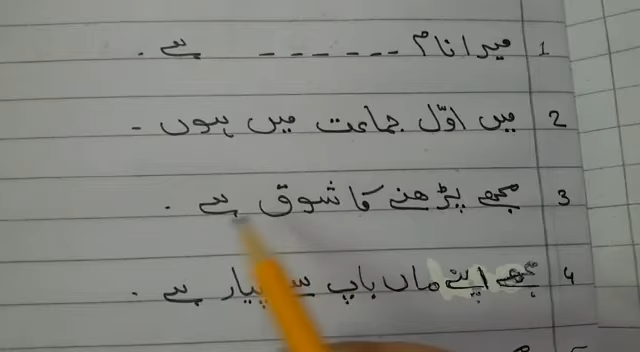 1 میرا نام ------ ہے ۔
2 میں اوّل جماعت میں ہوں ۔
3 مجھے پڑھنے کا شوق ہے ۔
4 مجھے اپنے ماں باپ سے پیار ہے ۔